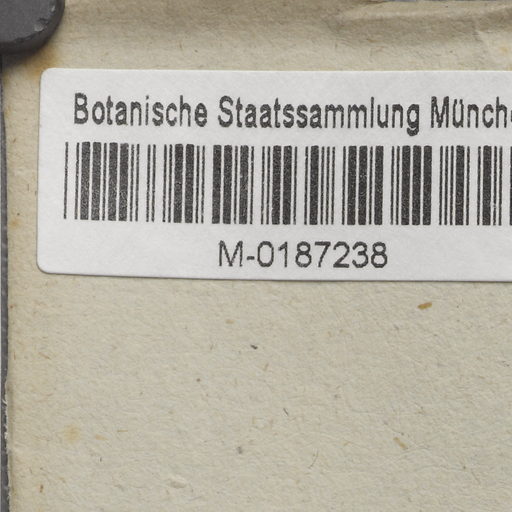 Botanische Staatssammlung Münch
M-0187238